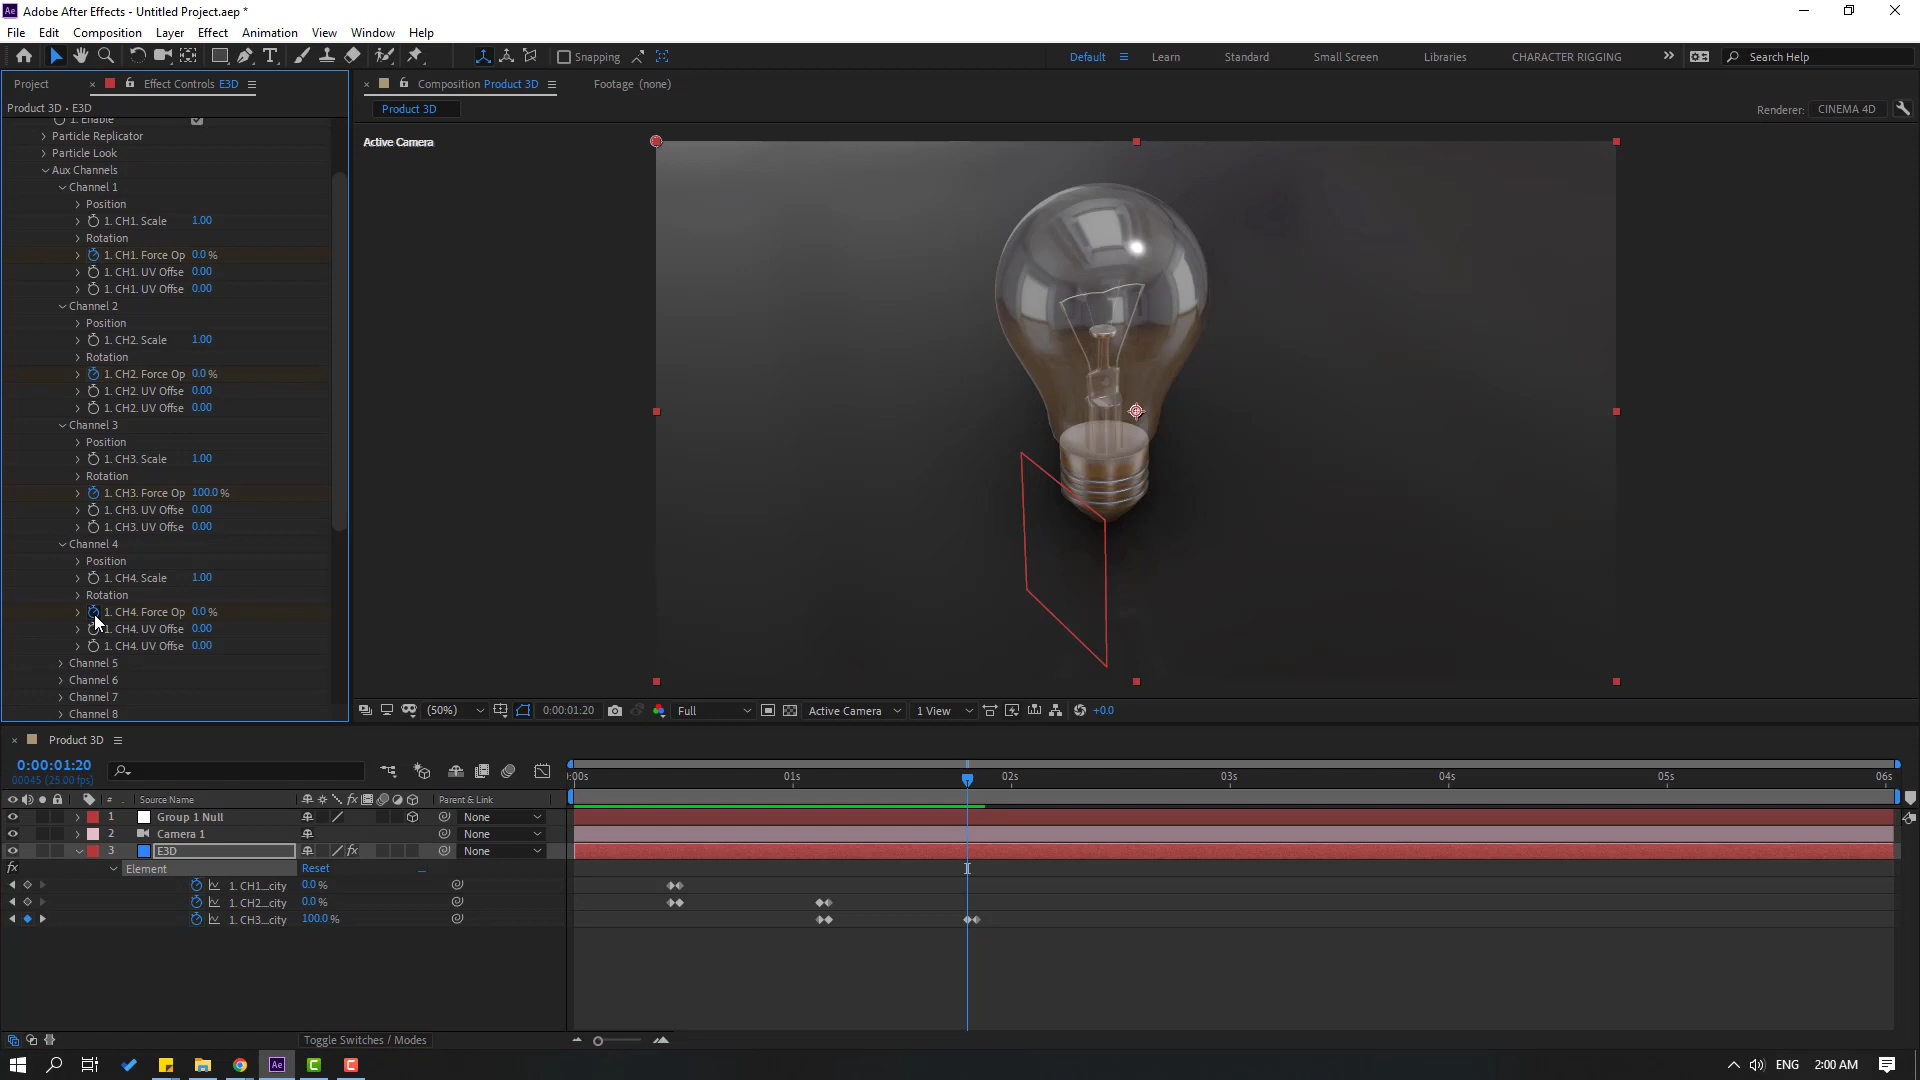 Ae Adobe After Effects - Untitled Project.aep *
File Edit Composition Layer Effect Animation View Window Help
Snapping Default Learn Standard Small Screen Libraries CHARACTER RIGGING Search Help
Project Effect Controls E3D
Product 3D • E3D
1. Enable
Particle Replicator
Particle Look
Aux Channels
Channel 1
Position
1. CH1. Scale 1.00
Rotation
1. CH1. Force Op 0.0 %
1. CH1. UV Offse 0.00
1. CH1. UV Offse 0.00
Channel 2
Position
1. CH2. Scale 1.00
Rotation
1. CH2. Force Op 0.0 %
1. CH2. UV Offse 0.00
1. CH2. UV Offse 0.00
Channel 3
Position
1. CH3. Scale 1.00
Rotation
1. CH3. Force Op 100.0 %
1. CH3. UV Offse 0.00
1. CH3. UV Offse 0.00
Channel 4
Position
1. CH4. Scale 1.00
Rotation
1. CH4. Force Op 0.0 %
1. CH4. UV Offse 0.00
1. CH4. UV Offse 0.00
Channel 5
Channel 6
Channel 7
Channel 8
Composition Product 3D Footage (none)
Product 3D
Renderer: CINEMA 4D
Active Camera
(50%) 0:00:01:20 Full Active Camera 1 View +0.0
Product 3D
0:00:01:20
00045 (25.00 fps)
# . Source Name fx Parent & Link
1 Group 1 Null None
2 Camera 1 None
3 E3D fx None
fx Element Reset
1. CH1....city 0.0 %
1. CH2....city 0.0 %
1. CH3....city 100.0 %
Toggle Switches / Modes
):00s 01s 02s 03s 04s 05s 06s
Ae C C ENG 2:00 AM